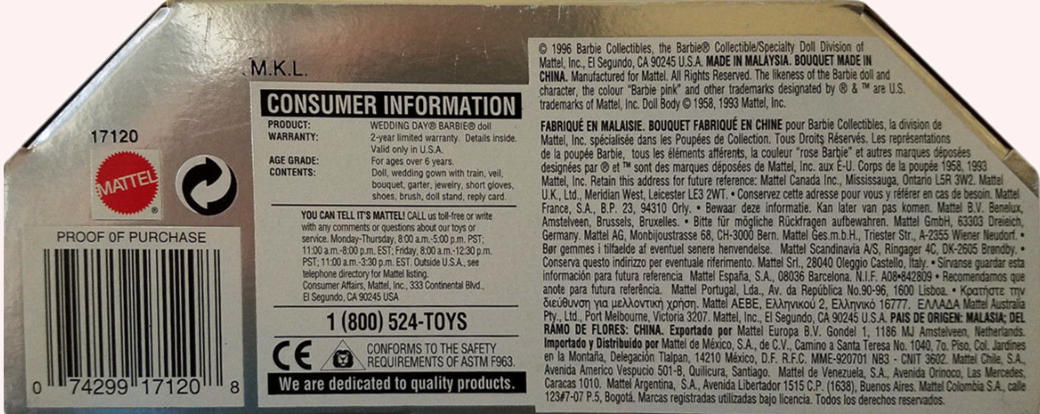 M.K.L.
17120
MATTEL
®
PROOF OF PURCHASE
0 74299 17120 8
CONSUMER INFORMATION
PRODUCT: WEDDING DAY® BARBIE® doll
WARRANTY: 2-year limited warranty. Details inside.
Valid only in U.S.A.
AGE GRADE: For ages over 6 years.
CONTENTS: Doll, wedding gown with train, veil,
bouquet, garter, jewelry, short gloves,
shoes, brush, doll stand, reply card.
YOU CAN TELL IT'S MATTEL! CALL us toll-free or write
with any comments or questions about our toys or
service. Monday-Thursday, 8:00 a.m.-5:00 p.m. PST;
11:00 a.m.-8:00 p.m. EST; Friday, 8:00 a.m.-12:30 p.m.
PST; 11:00 a.m.-3:30 p.m. EST. Outside U.S.A., see
telephone directory for Mattel listing.
Consumer Affairs, Mattel, Inc., 333 Continental Blvd.,
El Segundo, CA 90245 USA
1 (800) 524-TOYS
CE CONFORMS TO THE SAFETY
REQUIREMENTS OF ASTM F963.
We are dedicated to quality products.
© 1996 Barbie Collectibles, the Barbie® Collectible/Specialty Doll Division of
Mattel, Inc., El Segundo, CA 90245 U.S.A. MADE IN MALAYSIA. BOUQUET MADE IN
CHINA. Manufactured for Mattel. All Rights Reserved. The likeness of the Barbie doll and
character, the colour "Barbie pink" and other trademarks designated by ® & ™ are U.S.
trademarks of Mattel, Inc. Doll Body © 1958, 1993 Mattel, Inc.
FABRIQUÉ EN MALAISIE. BOUQUET FABRIQUÉ EN CHINE pour Barbie Collectibles, la division de
Mattel, Inc. spécialisée dans les Poupées de Collection. Tous Droits Réservés. Les représentations
de la poupée Barbie, tous les éléments afférents, la couleur "rose Barbie" et autres marques déposées
designées par ® et ™ sont des marques déposées de Mattel, Inc. aux É-U. Corps de la poupée 1958, 1993
Mattel, Inc. Retain this address for future reference: Mattel Canada Inc., Mississauga, Ontario L5R 3W2. Mattel
U.K., Ltd., Meridian West, Leicester LE3 2WT. • Conservez cette adresse pour vous y référer en cas de besoin. Mattel
France, S.A., B.P. 23, 94310 Orly. • Bewaar deze informatie. Kan later van pas komen. Mattel B.V. Benelux,
Amstelveen, Brussels, Bruxelles. • Bitte für mögliche Rückfragen aufbewahren. Mattel GmbH, 63303 Dreieich,
Germany. Mattel AG, Monbijoustrasse 68, CH-3000 Bern. Mattel Ges.m.b.H., Triester Str., A-2355 Wiener Neudorf. •
Bør gemmes i tilfælde af eventuel senere henvendelse. Mattel Scandinavia A/S, Ringager 4C, DK-2605 Brøndby. •
Conserva questo indirizzo per eventuale riferimento. Mattel Srl., 28040 Oleggio Castello, Italy. • Sírvanse guardar esta
información para futura referencia. Mattel España, S.A., 08036 Barcelona. N.I.F. A08•842809 • Recomendamos que
anote para futura referência. Mattel Portugal, Lda., Av. da República No.90-96, 1600 Lisboa. • Κρατήστε την
διεύθυνση για μελλοντική χρήση. Mattel AEBE, Ελληνικού 2, Ελληνικό 16777, ΕΛΛΑΔΑ Mattel Australia
Pty., Ltd., Port Melbourne, Victoria 3207. Mattel, Inc., El Segundo, CA 90245 U.S.A. PAIS DE ORIGEN: MALASIA; DEL
RAMO DE FLORES: CHINA. Exportado por Mattel Europa B.V. Gondel 1, 1186 MJ Amstelveen, Netherlands.
Importado y Distribuido por Mattel de México, S.A., de C.V., Camino a Santa Teresa No. 1040, 7o. Piso, Col. Jardines
en la Montaña, Delegación Tlalpan, 14210 México, D.F. R.F.C. MME-920701 NB3 - CNIT 3602. Mattel Chile, S.A.,
Avenida Americo Vespucio 501-B, Quilicura, Santiago. Mattel de Venezuela, S.A., Avenida Orinoco, Las Mercedes,
Caracas 1010. Mattel Argentina, S.A., Avenida Libertador 1515 C.P. (1638), Buenos Aires. Mattel Colombia S.A., calle
123#7-07 P.5, Bogotá. Marcas registradas utilizadas bajo licencia. Todos los derechos reservados.